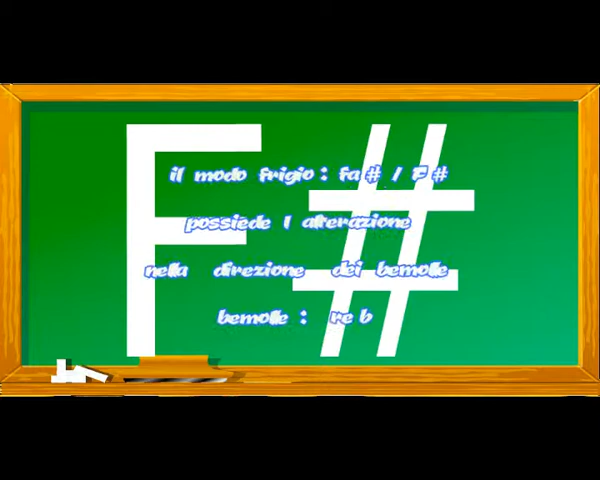 F#
il modo frigio : fa # / F #
possiede 1 alterazione
nella direzione dei bemolle
bemolle : re b